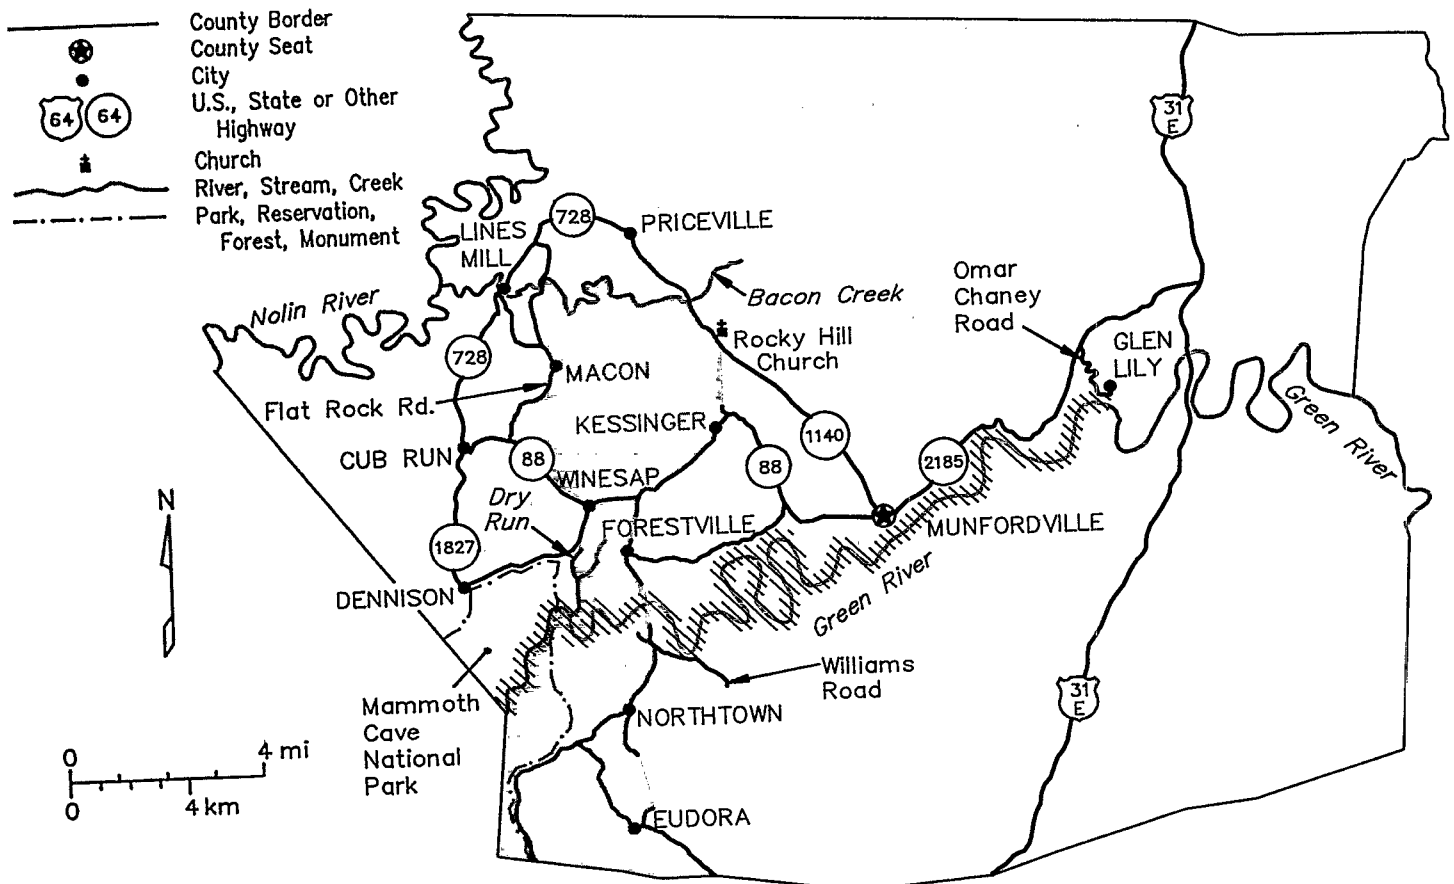 County Border
County Seat
City
64 64
U.S., State or Other
Highway
Church
River, Stream, Creek
Park, Reservation,
Forest, Monument
31
E
728
PRICEVILLE
LINES
MILL
Nolin River
Bacon Creek
Omar
Chaney
Road
Rocky Hill
Church
GLEN
LILY
728
MACON
Flat Rock Rd.
Green River
KESSINGER
1140
CUB RUN
88
88
2185
WINESAP
Dry
Run
FORESTVILLE
MUNFORDVILLE
N
1827
DENNISON
Green River
Williams
Road
Mammoth
Cave
National
Park
NORTHTOWN
31
E
0
4 mi
0
4 km
EUDORA